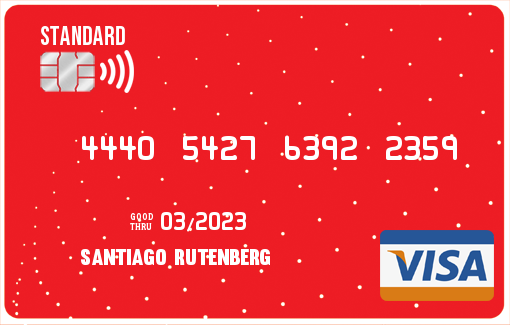 STANDARD
4440 5427 6392 2359
GOOD THRU 03/2023
SANTIAGO RUTENBERG
VISA